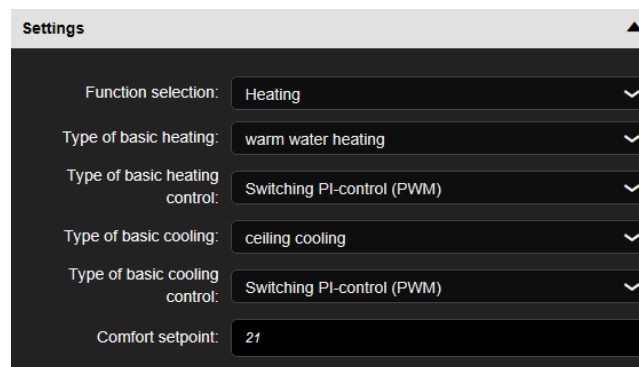 Settings
Function selection: Heating
Type of basic heating: warm water heating
Type of basic heating
control: Switching PI-control (PWM)
Type of basic cooling: ceiling cooling
Type of basic cooling
control: Switching PI-control (PWM)
Comfort setpoint: 21